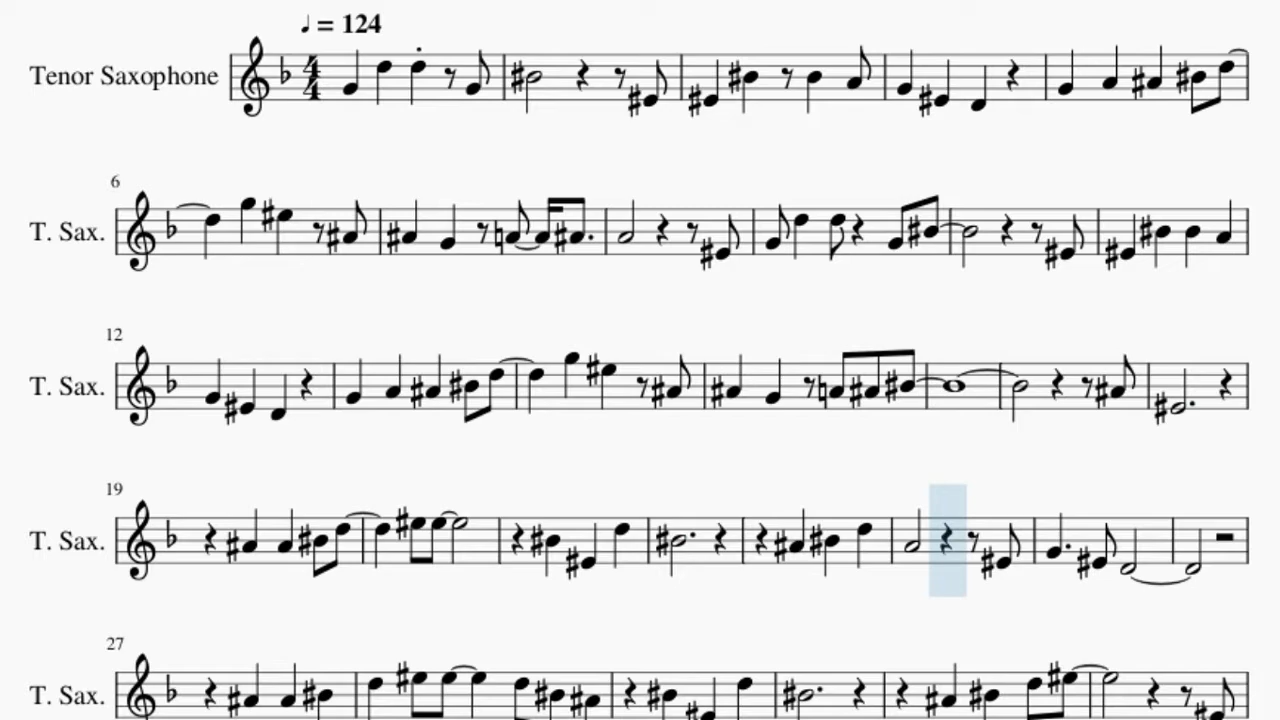 ♩ = 124
Tenor Saxophone
4
4
6
T. Sax.
12
T. Sax.
19
T. Sax.
27
T. Sax.